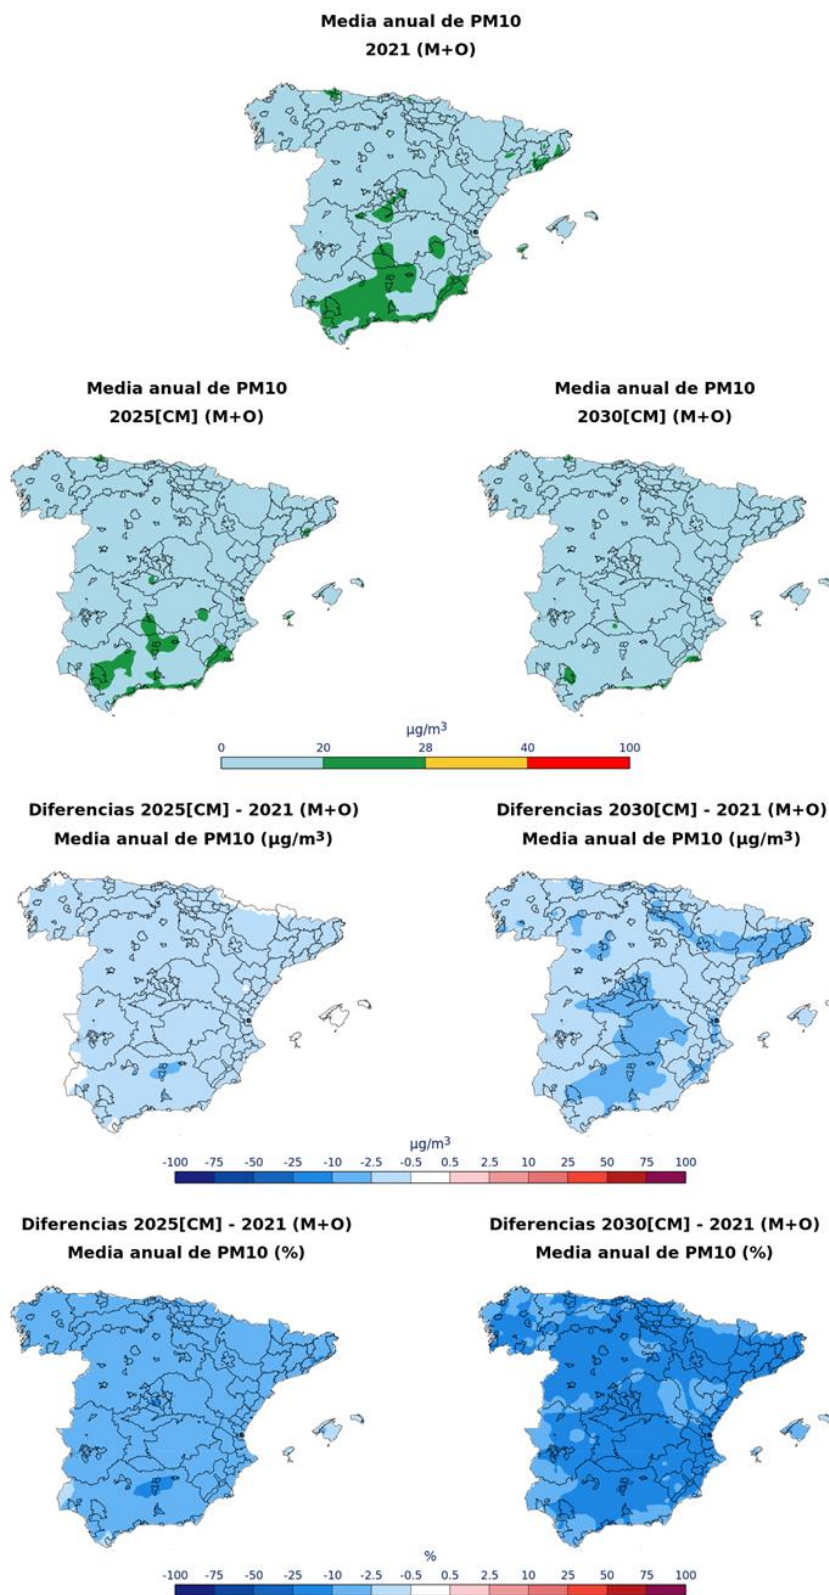 Media anual de PM10
2021 (M+O)
Media anual de PM10
2025[CM] (M+O)
Media anual de PM10
2030[CM] (M+O)
µg/m³
0 20 28 40 100
Diferencias 2025[CM] - 2021 (M+O)
Media anual de PM10 (µg/m³)
Diferencias 2030[CM] - 2021 (M+O)
Media anual de PM10 (µg/m³)
µg/m³
-100 -75 -50 -25 -10 -2.5 -0.5 0.5 2.5 10 25 50 75 100
Diferencias 2025[CM] - 2021 (M+O)
Media anual de PM10 (%)
Diferencias 2030[CM] - 2021 (M+O)
Media anual de PM10 (%)
%
-100 -75 -50 -25 -10 -2.5 -0.5 0.5 2.5 10 25 50 75 100